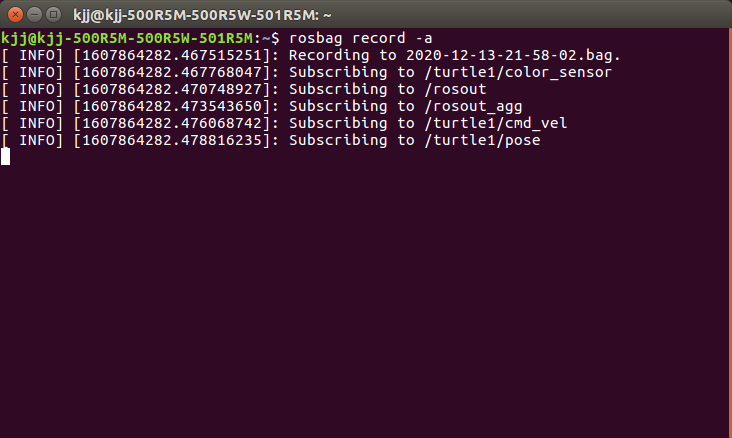 kjj@kjj-500R5M-500R5W-501R5M: ~
kjj@kjj-500R5M-500R5W-501R5M:~$ rosbag record -a
[ INFO] [1607864282.467515251]: Recording to 2020-12-13-21-58-02.bag.
[ INFO] [1607864282.467768047]: Subscribing to /turtle1/color_sensor
[ INFO] [1607864282.470748927]: Subscribing to /rosout
[ INFO] [1607864282.473543650]: Subscribing to /rosout_agg
[ INFO] [1607864282.476068742]: Subscribing to /turtle1/cmd_vel
[ INFO] [1607864282.478816235]: Subscribing to /turtle1/pose